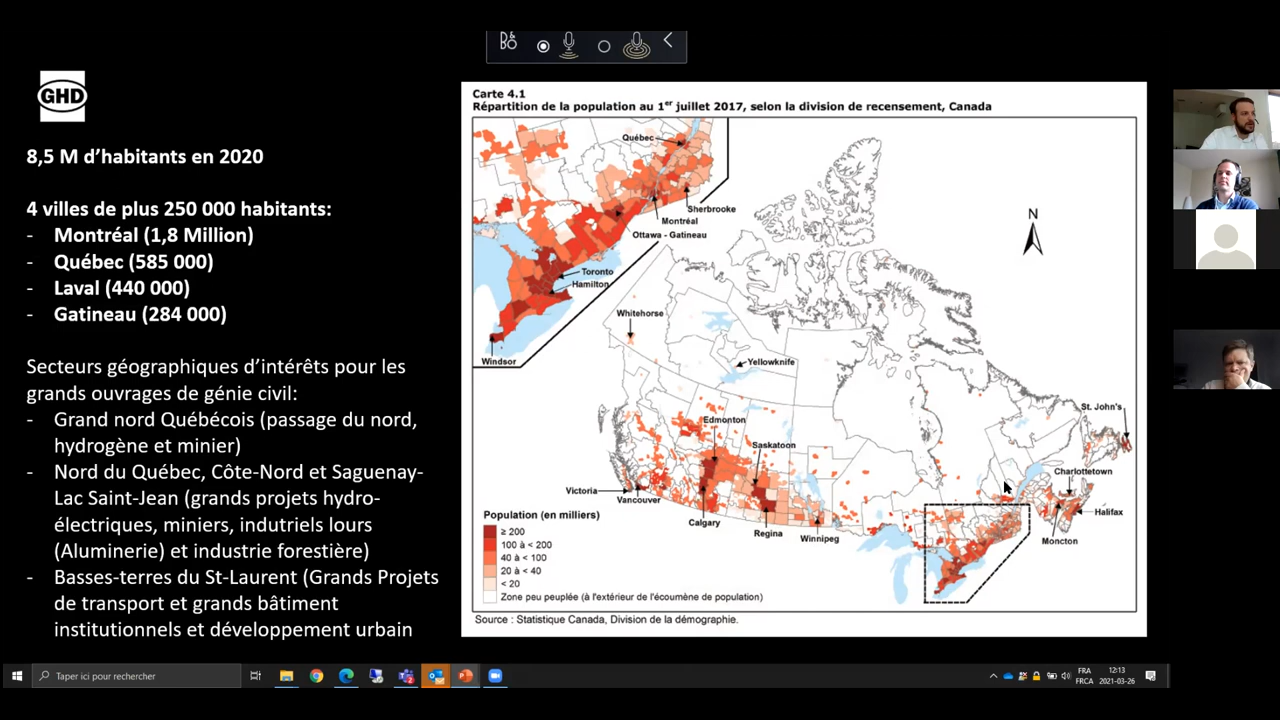 B&O
GHD
8,5 M d’habitants en 2020
4 villes de plus 250 000 habitants:
- Montréal (1,8 Million)
- Québec (585 000)
- Laval (440 000)
- Gatineau (284 000)
Secteurs géographiques d’intérêts pour les
grands ouvrages de génie civil:
- Grand nord Québécois (passage du nord,
hydrogène et minier)
- Nord du Québec, Côte-Nord et Saguenay-
Lac Saint-Jean (grands projets hydro-
électriques, miniers, indutriels lours
(Aluminerie) et industrie forestière)
- Basses-terres du St-Laurent (Grands Projets
de transport et grands bâtiment
institutionnels et développement urbain
Carte 4.1
Répartition de la population au 1er juillet 2017, selon la division de recensement, Canada
Québec
Sherbrooke
Montréal
Ottawa - Gatineau
Toronto
Hamilton
Windsor
N
Whitehorse
Yellowknife
St. John's
Edmonton
Saskatoon
Charlottetown
Victoria
Vancouver
Halifax
Calgary
Regina
Winnipeg
Moncton
Population (en milliers)
≥ 200
100 à < 200
40 à < 100
20 à < 40
< 20
Zone peu peuplée (à l'extérieur de l'écoumène de population)
Source : Statistique Canada, Division de la démographie.
Taper ici pour rechercher
FRA
FRCA
12:13
2021-03-26